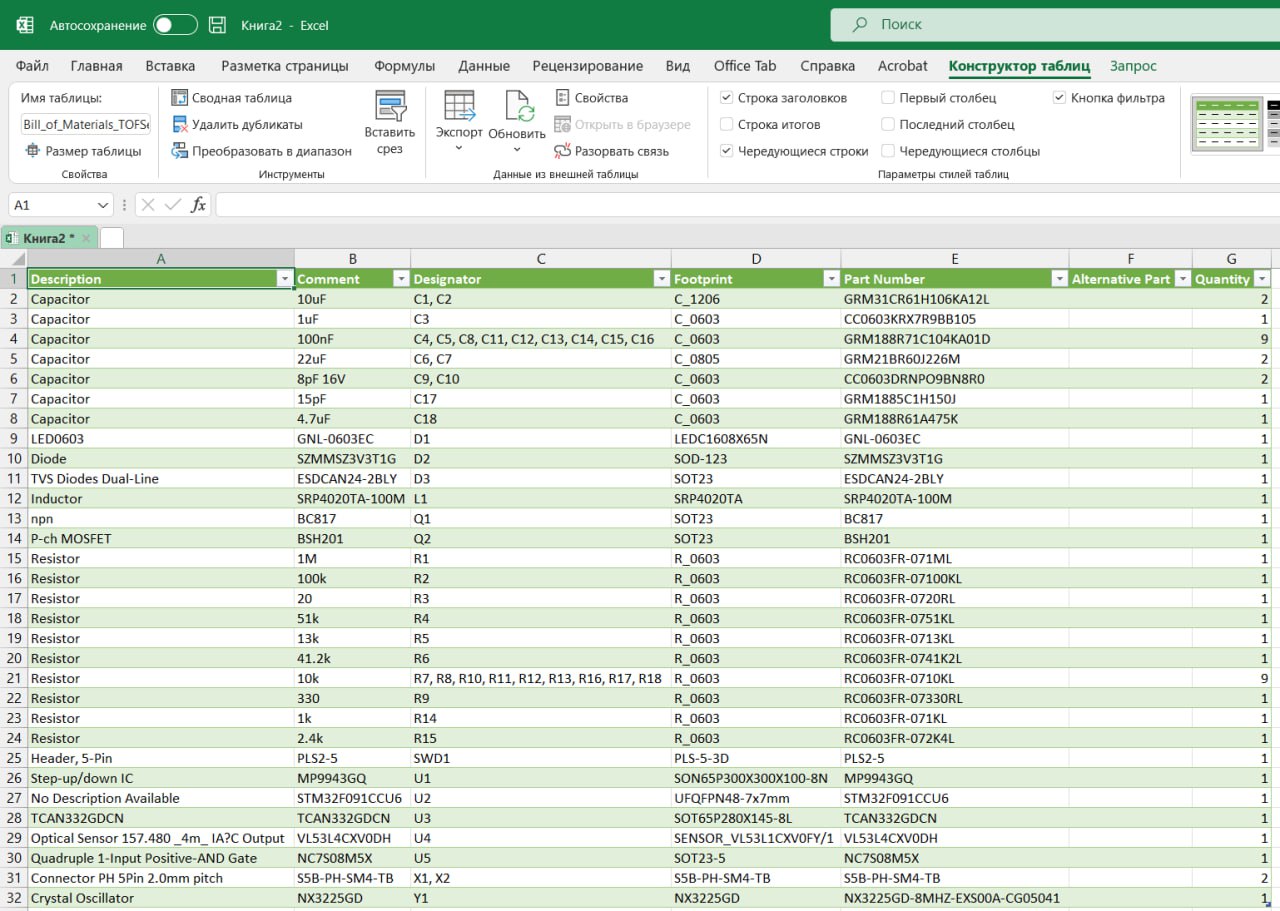 Автосохранение Книга2 - Excel Поиск
Файл Главная Вставка Разметка страницы Формулы Данные Рецензирование Вид Office Tab Справка Acrobat Конструктор таблиц Запрос
Имя таблицы:
Bill_of_Materials_TOFSe
Размер таблицы
Свойства
Сводная таблица
Удалить дубликаты
Преобразовать в диапазон
Вставить
срез
Инструменты
Экспорт Обновить
Свойства
Открыть в браузере
Разорвать связь
Данные из внешней таблицы
Строка заголовков Первый столбец Кнопка фильтра
Строка итогов Последний столбец
Чередующиеся строки Чередующиеся столбцы
Параметры стилей таблиц
A1 fx
Книга2 *
A B C D E F G
1 Description Comment Designator Footprint Part Number Alternative Part Quantity
2 Capacitor 10uF C1, C2 C_1206 GRM31CR61H106KA12L 2
3 Capacitor 1uF C3 C_0603 CC0603KRX7R9BB105 1
4 Capacitor 100nF C4, C5, C8, C11, C12, C13, C14, C15, C16 C_0603 GRM188R71C104KA01D 9
5 Capacitor 22uF C6, C7 C_0805 GRM21BR60J226M 2
6 Capacitor 8pF 16V C9, C10 C_0603 CC0603DRNPO9BN8R0 2
7 Capacitor 15pF C17 C_0603 GRM1885C1H150J 1
8 Capacitor 4.7uF C18 C_0603 GRM188R61A475K 1
9 LED0603 GNL-0603EC D1 LEDC1608X65N GNL-0603EC 1
10 Diode SZMMSZ3V3T1G D2 SOD-123 SZMMSZ3V3T1G 1
11 TVS Diodes Dual-Line ESDCAN24-2BLY D3 SOT23 ESDCAN24-2BLY 1
12 Inductor SRP4020TA-100M L1 SRP4020TA SRP4020TA-100M 1
13 npn BC817 Q1 SOT23 BC817 1
14 P-ch MOSFET BSH201 Q2 SOT23 BSH201 1
15 Resistor 1M R1 R_0603 RC0603FR-071ML 1
16 Resistor 100k R2 R_0603 RC0603FR-07100KL 1
17 Resistor 20 R3 R_0603 RC0603FR-0720RL 1
18 Resistor 51k R4 R_0603 RC0603FR-0751KL 1
19 Resistor 13k R5 R_0603 RC0603FR-0713KL 1
20 Resistor 41.2k R6 R_0603 RC0603FR-0741K2L 1
21 Resistor 10k R7, R8, R10, R11, R12, R13, R16, R17, R18 R_0603 RC0603FR-0710KL 9
22 Resistor 330 R9 R_0603 RC0603FR-07330RL 1
23 Resistor 1k R14 R_0603 RC0603FR-071KL 1
24 Resistor 2.4k R15 R_0603 RC0603FR-072K4L 1
25 Header, 5-Pin PLS2-5 SWD1 PLS-5-3D PLS2-5 1
26 Step-up/down IC MP9943GQ U1 SON65P300X300X100-8N MP9943GQ 1
27 No Description Available STM32F091CCU6 U2 UFQFPN48-7x7mm STM32F091CCU6 1
28 TCAN332GDCN TCAN332GDCN U3 SOT65P280X145-8L TCAN332GDCN 1
29 Optical Sensor 157.480 _4m_ IA?C Output VL53L4CXV0DH U4 SENSOR_VL53L1CXV0FY/1 VL53L4CXV0DH 1
30 Quadruple 1-Input Positive-AND Gate NC7S08M5X U5 SOT23-5 NC7S08M5X 1
31 Connector PH 5Pin 2.0mm pitch S5B-PH-SM4-TB X1, X2 S5B-PH-SM4-TB S5B-PH-SM4-TB 2
32 Crystal Oscillator NX3225GD Y1 NX3225GD NX3225GD-8MHZ-EXS00A-CG05041 1